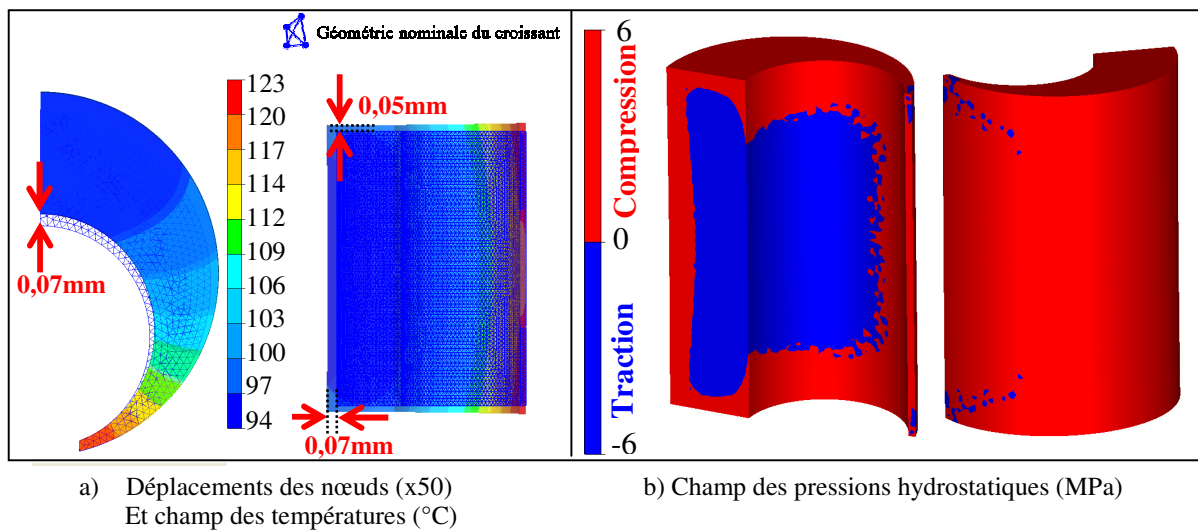 Géométrie nominale du croissant
123
120
117
114
112
109
106
103
100
97
94
0,07mm
0,05mm
0,07mm
6
Compression
0
Traction
-6
a) Déplacements des nœuds (x50)
Et champ des températures (°C)
b) Champ des pressions hydrostatiques (MPa)